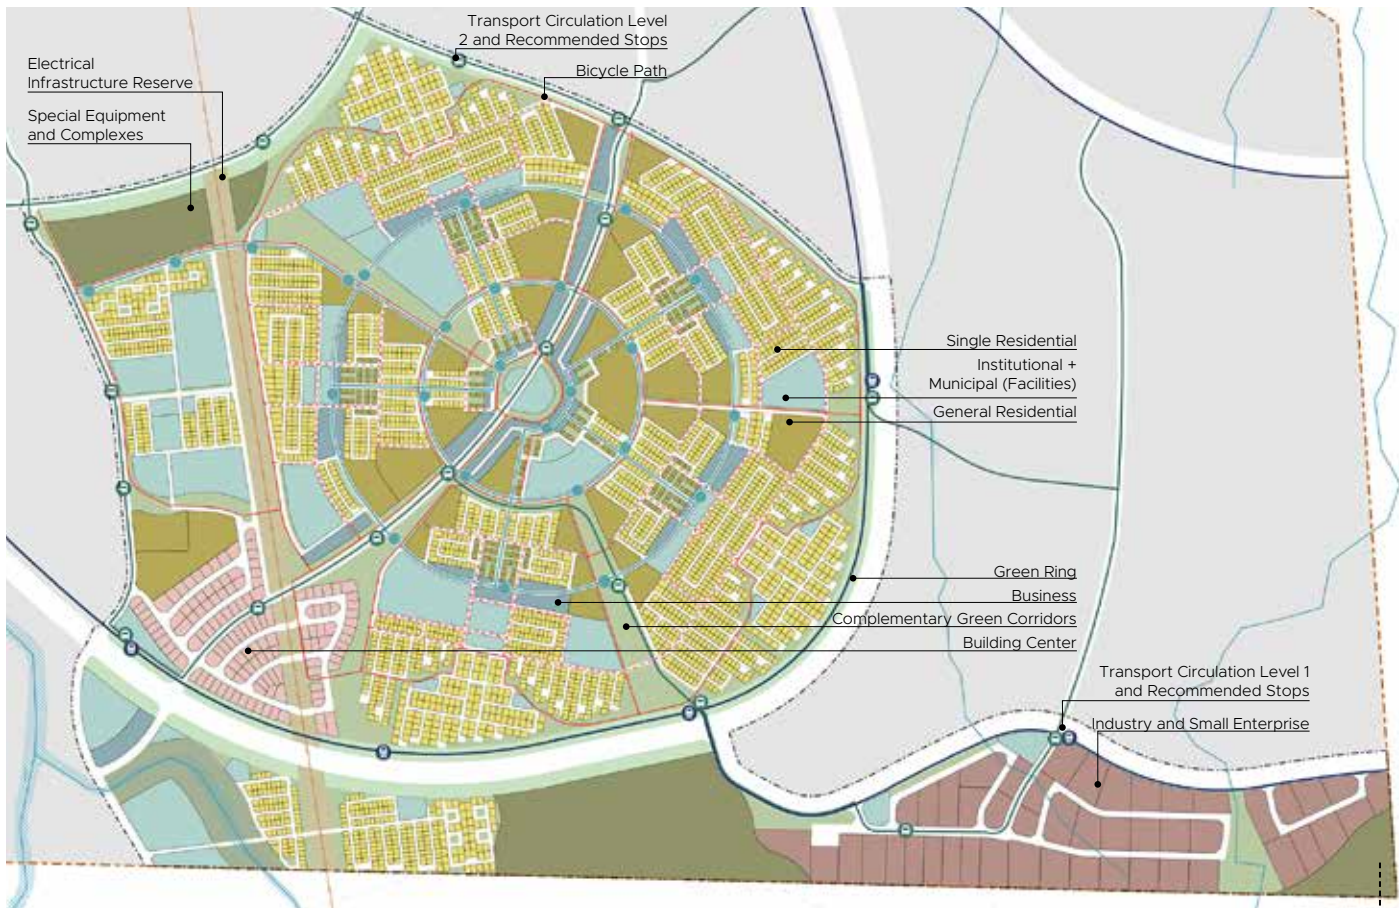 Transport Circulation Level
2 and Recommended Stops
Electrical
Infrastructure Reserve
Bicycle Path
Special Equipment
and Complexes
Single Residential
Institutional +
Municipal (Facilities)
General Residential
Green Ring
Business
Complementary Green Corridors
Building Center
Transport Circulation Level 1
and Recommended Stops
Industry and Small Enterprise